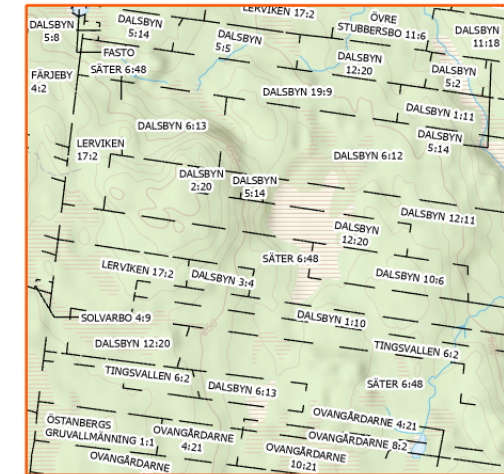 LERVIKEN 17:2
DALSBYN
5:8
DALSBYN
5:14
DALSBYN
5:5
ÖVRE
STUBBERSBO 11:6
DALSBYN
11:18
FASTO
SÄTER 6:48
FÄRJEBY
4:2
DALSBYN
12:20
DALSBYN
5:2
DALSBYN 19:9
DALSBYN 1:11
DALSBYN 6:13
DALSBYN
5:14
LERVIKEN
17:2
DALSBYN 6:12
DALSBYN
2:20
DALSBYN
5:14
DALSBYN 12:11
DALSBYN
12:20
SÄTER 6:48
LERVIKEN 17:2
DALSBYN 3:4
DALSBYN 10:6
SOLVARBO 4:9
DALSBYN 1:10
DALSBYN 12:20
TINGSVALLEN 6:2
TINGSVALLEN 6:2
DALSBYN 6:13
SÄTER 6:48
OVANGÅRDARNE 4:21
ÖSTANBERGS
GRUVALLMÄNNING 1:1
OVANGÅRDARNE
4:21
OVANGÅRDARNE 8:2
OVANGÅRDARNE
OVANGÅRDARNE
10:21